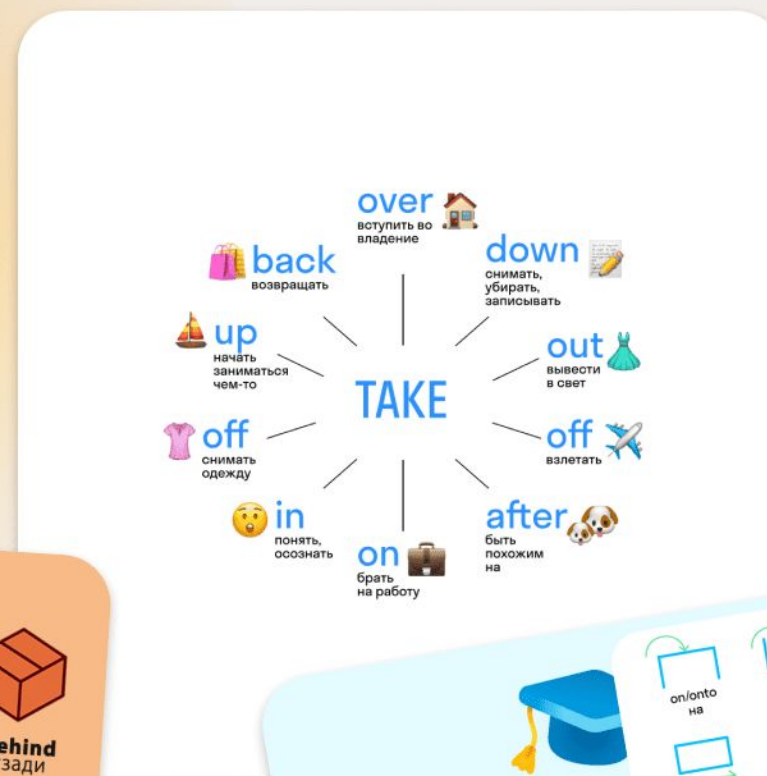 over
вступить во
владение
down
снимать,
убирать,
записывать
back
возвращать
up
начать
заниматься
чем-то
out
вывести
в свет
TAKE
off
снимать
одежду
off
взлетать
in
понять,
осознать
on
брать
на работу
after
быть
похожим
на
on/onto
на